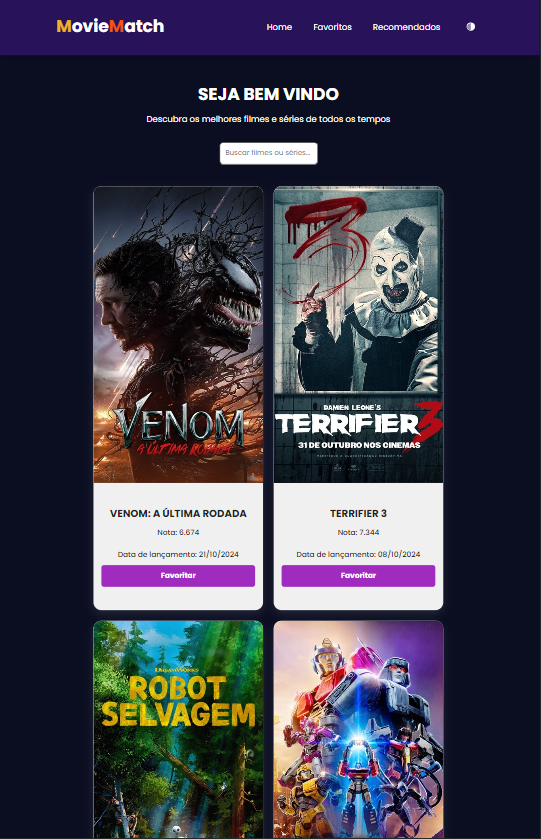 MovieMatch
Home Favoritos Recomendados
SEJA BEM VINDO
Descubra os melhores filmes e séries de todos os tempos
Buscar filmes ou séries...
VENOM
A ÚLTIMA RODADA
3
DAMIEN LEONE'S
TERRIFIER 3
31 DE OUTUBRO NOS CINEMAS
VENOM: A ÚLTIMA RODADA
Nota: 6.674
Data de lançamento: 21/10/2024
Favoritar
TERRIFIER 3
Nota: 7.344
Data de lançamento: 08/10/2024
Favoritar
DREAMWORKS
ROBOT
SELVAGEM